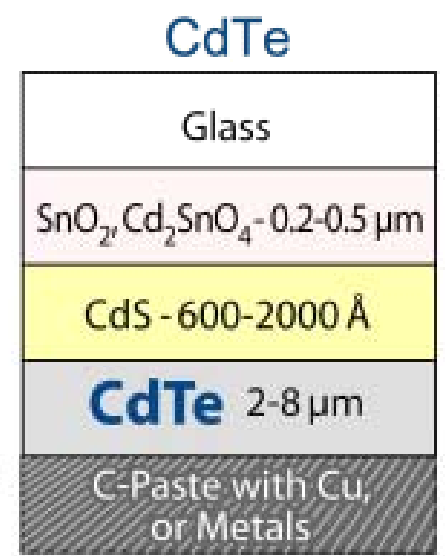 CdTe
Glass
SnO₂, Cd₂SnO₄ - 0.2-0.5 μm
CdS - 600-2000 Å
CdTe 2-8 μm
C-Paste with Cu,
or Metals